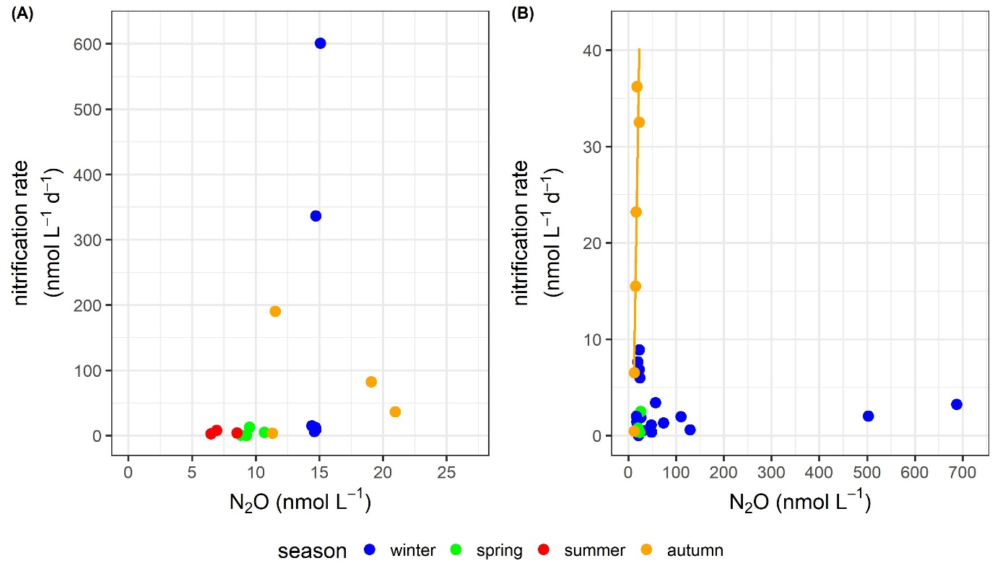 (A)
600
500
400
300
200
100
0
nitrification rate
(nmol L⁻¹ d⁻¹)
0 5 10 15 20 25
N₂O (nmol L⁻¹)
(B)
40
30
20
10
0
nitrification rate
(nmol L⁻¹ d⁻¹)
0 100 200 300 400 500 600 700
N₂O (nmol L⁻¹)
season winter spring summer autumn